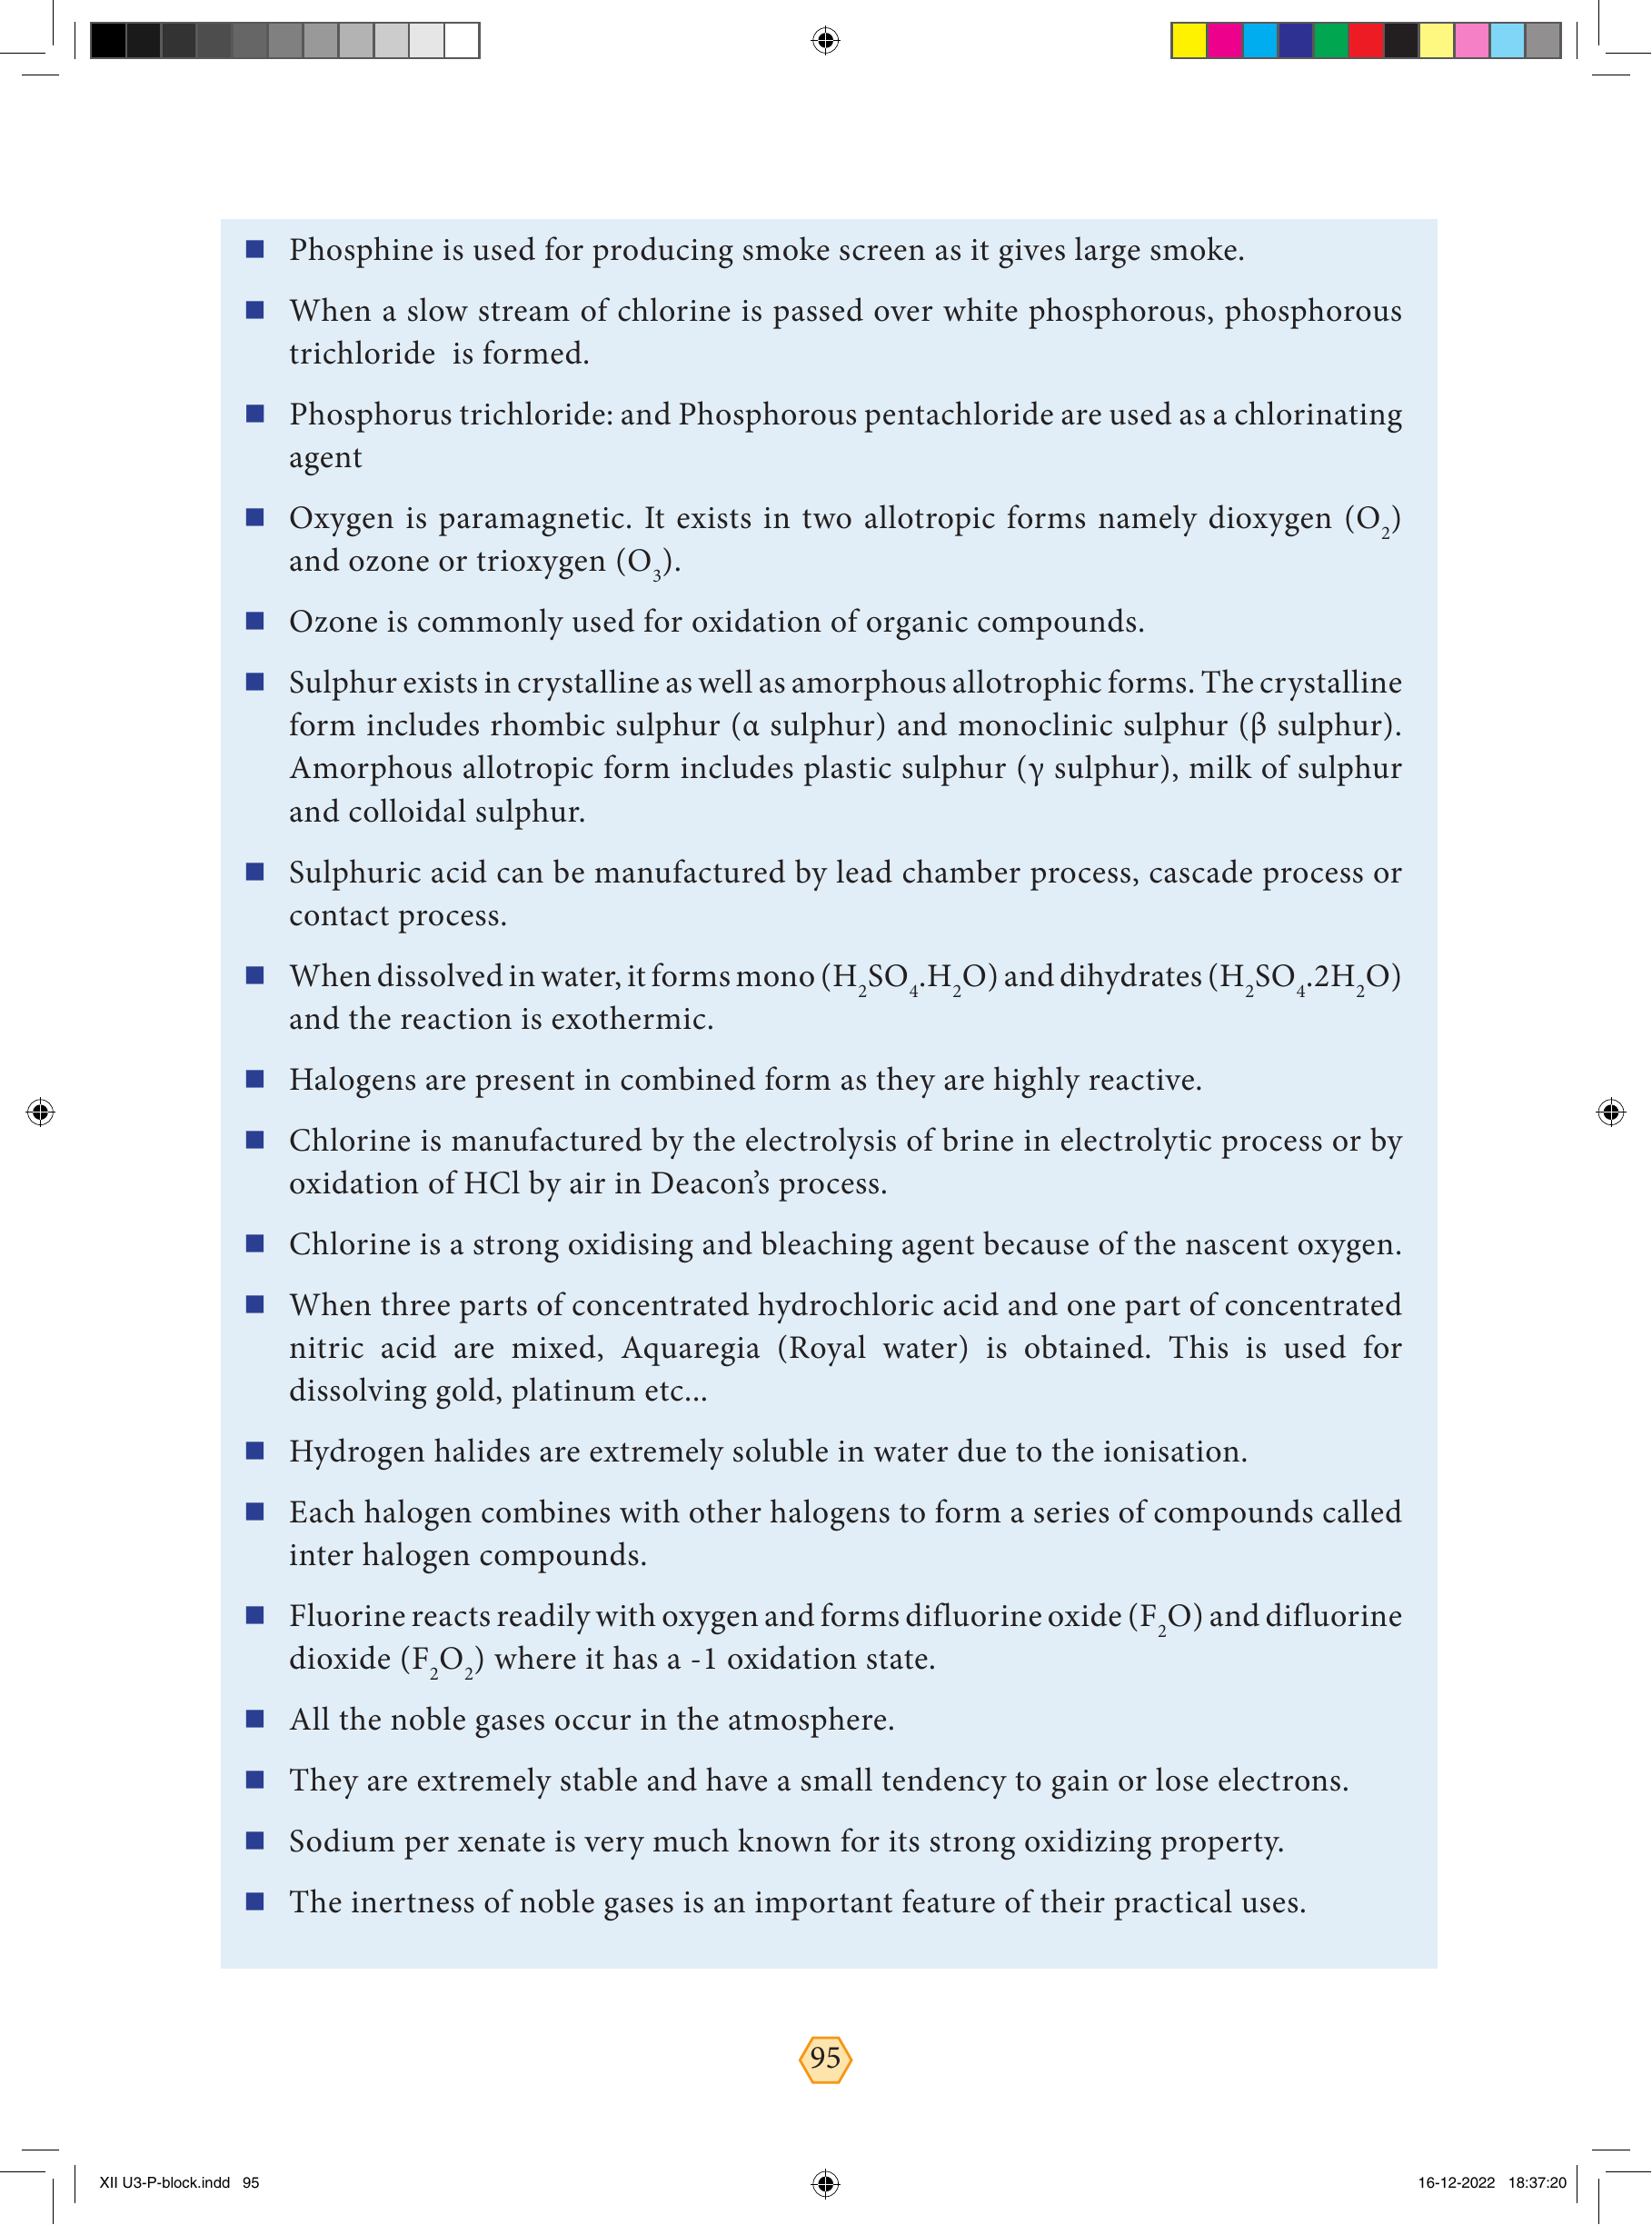 ■ Phosphine is used for producing smoke screen as it gives large smoke.
■ When a slow stream of chlorine is passed over white phosphorous, phosphorous
trichloride is formed.
■ Phosphorus trichloride: and Phosphorous pentachloride are used as a chlorinating
agent
■ Oxygen is paramagnetic. It exists in two allotropic forms namely dioxygen (O₂)
and ozone or trioxygen (O₃).
■ Ozone is commonly used for oxidation of organic compounds.
■ Sulphur exists in crystalline as well as amorphous allotrophic forms. The crystalline
form includes rhombic sulphur (α sulphur) and monoclinic sulphur (β sulphur).
Amorphous allotropic form includes plastic sulphur (γ sulphur), milk of sulphur
and colloidal sulphur.
■ Sulphuric acid can be manufactured by lead chamber process, cascade process or
contact process.
■ When dissolved in water, it forms mono (H₂SO₄.H₂O) and dihydrates (H₂SO₄.2H₂O)
and the reaction is exothermic.
■ Halogens are present in combined form as they are highly reactive.
■ Chlorine is manufactured by the electrolysis of brine in electrolytic process or by
oxidation of HCl by air in Deacon’s process.
■ Chlorine is a strong oxidising and bleaching agent because of the nascent oxygen.
■ When three parts of concentrated hydrochloric acid and one part of concentrated
nitric acid are mixed, Aquaregia (Royal water) is obtained. This is used for
dissolving gold, platinum etc...
■ Hydrogen halides are extremely soluble in water due to the ionisation.
■ Each halogen combines with other halogens to form a series of compounds called
inter halogen compounds.
■ Fluorine reacts readily with oxygen and forms difluorine oxide (F₂O) and difluorine
dioxide (F₂O₂) where it has a -1 oxidation state.
■ All the noble gases occur in the atmosphere.
■ They are extremely stable and have a small tendency to gain or lose electrons.
■ Sodium per xenate is very much known for its strong oxidizing property.
■ The inertness of noble gases is an important feature of their practical uses.
95
XII U3-P-block.indd 95
16-12-2022 18:37:20